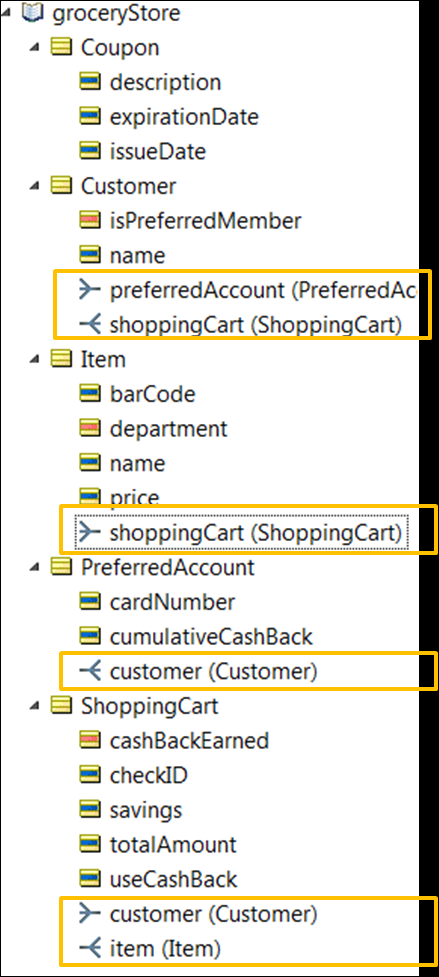 groceryStore
Coupon
description
expirationDate
issueDate
Customer
isPreferredMember
name
preferredAccount (PreferredAcc
shoppingCart (ShoppingCart)
Item
barCode
department
name
price
shoppingCart (ShoppingCart)
PreferredAccount
cardNumber
cumulativeCashBack
customer (Customer)
ShoppingCart
cashBackEarned
checkID
savings
totalAmount
useCashBack
customer (Customer)
item (Item)